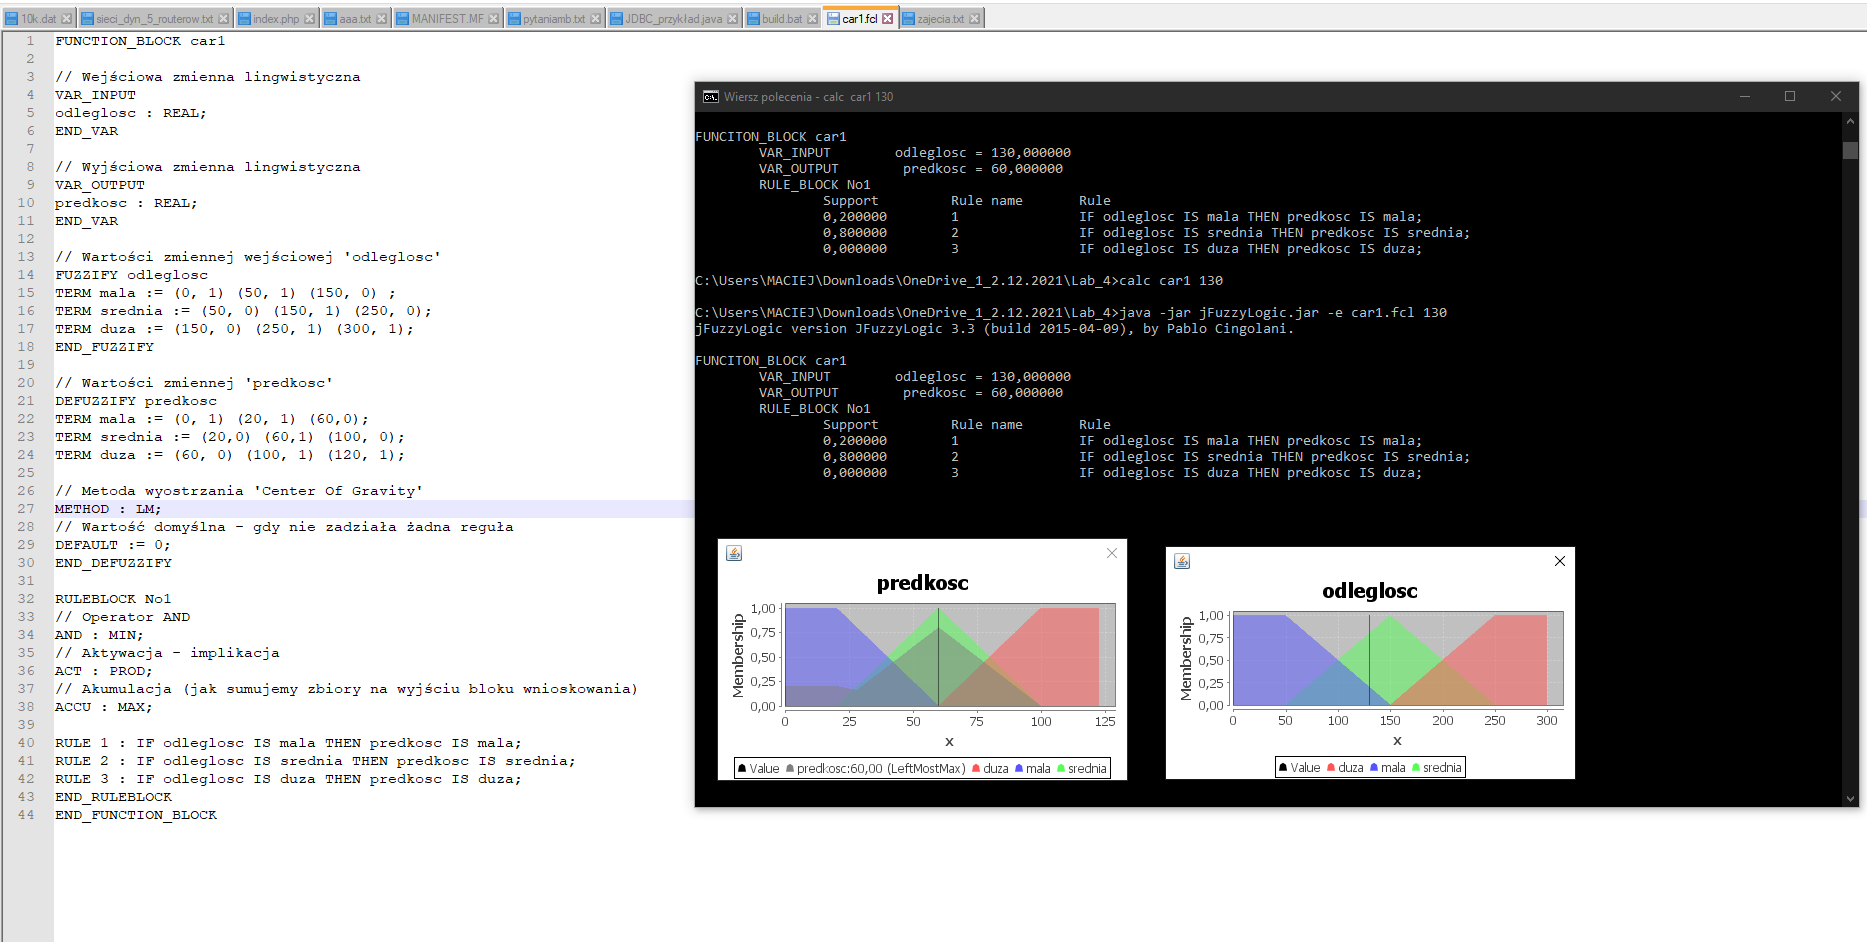 10k.dat
sieci_dyn_5_routerow.txt
index.php
aaa.txt
MANIFEST.MF
pytaniamb.txt
JDBC_przykład.java
build.bat
car1.fcl
zajecia.txt
1 FUNCTION_BLOCK car1
2
3 // Wejściowa zmienna lingwistyczna
4 VAR_INPUT
5 odleglosc : REAL;
6 END_VAR
7
8 // Wyjściowa zmienna lingwistyczna
9 VAR_OUTPUT
10 predkosc : REAL;
11 END_VAR
12
13 // Wartości zmiennej wejściowej 'odleglosc'
14 FUZZIFY odleglosc
15 TERM mala := (0, 1) (50, 1) (150, 0) ;
16 TERM srednia := (50, 0) (150, 1) (250, 0);
17 TERM duza := (150, 0) (250, 1) (300, 1);
18 END_FUZZIFY
19
20 // Wartości zmiennej 'predkosc'
21 DEFUZZIFY predkosc
22 TERM mala := (0, 1) (20, 1) (60,0);
23 TERM srednia := (20,0) (60,1) (100, 0);
24 TERM duza := (60, 0) (100, 1) (120, 1);
25
26 // Metoda wyostrzania 'Center Of Gravity'
27 METHOD : LM;
28 // Wartość domyślna - gdy nie zadziała żadna reguła
29 DEFAULT := 0;
30 END_DEFUZZIFY
31
32 RULEBLOCK No1
33 // Operator AND
34 AND : MIN;
35 // Aktywacja - implikacja
36 ACT : PROD;
37 // Akumulacja (jak sumujemy zbiory na wyjściu bloku wnioskowania)
38 ACCU : MAX;
39
40 RULE 1 : IF odleglosc IS mala THEN predkosc IS mala;
41 RULE 2 : IF odleglosc IS srednia THEN predkosc IS srednia;
42 RULE 3 : IF odleglosc IS duza THEN predkosc IS duza;
43 END_RULEBLOCK
44 END_FUNCTION_BLOCK
C:\. Wiersz polecenia - calc car1 130
FUNCITON_BLOCK car1
VAR_INPUT odleglosc = 130,000000
VAR_OUTPUT predkosc = 60,000000
RULE_BLOCK No1
Support Rule name Rule
0,200000 1 IF odleglosc IS mala THEN predkosc IS mala;
0,800000 2 IF odleglosc IS srednia THEN predkosc IS srednia;
0,000000 3 IF odleglosc IS duza THEN predkosc IS duza;
C:\Users\MACIEJ\Downloads\OneDrive_1_2.12.2021\Lab_4>calc car1 130
C:\Users\MACIEJ\Downloads\OneDrive_1_2.12.2021\Lab_4>java -jar jFuzzyLogic.jar -e car1.fcl 130
jFuzzyLogic version JFuzzyLogic 3.3 (build 2015-04-09), by Pablo Cingolani.
FUNCITON_BLOCK car1
VAR_INPUT odleglosc = 130,000000
VAR_OUTPUT predkosc = 60,000000
RULE_BLOCK No1
Support Rule name Rule
0,200000 1 IF odleglosc IS mala THEN predkosc IS mala;
0,800000 2 IF odleglosc IS srednia THEN predkosc IS srednia;
0,000000 3 IF odleglosc IS duza THEN predkosc IS duza;
predkosc
Membership
1,00
0,75
0,50
0,25
0,00
0 25 50 75 100 125
x
Value predkosc:60,00 (LeftMostMax) duza mala srednia
odleglosc
Membership
1,00
0,75
0,50
0,25
0,00
0 50 100 150 200 250 300
x
Value duza mala srednia